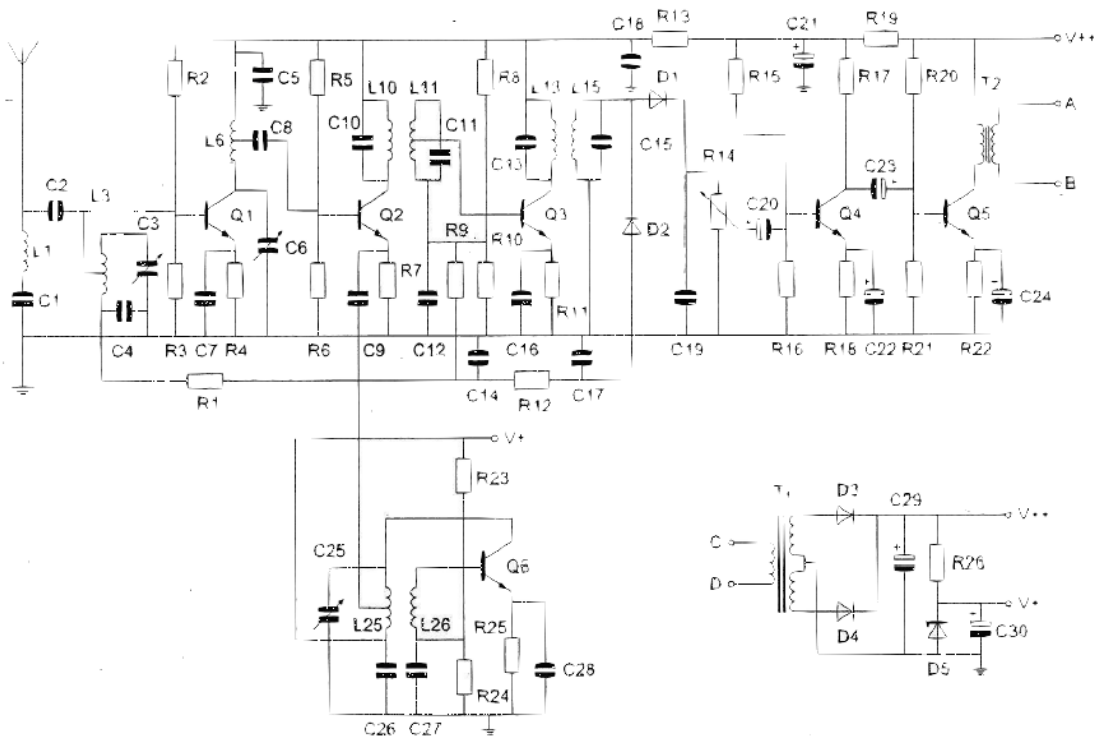 C18
R13
C21
R19
V++
R2
C5
R5
L10
L11
R8
L13
L15
D1
R15
R17
R20
T2
C8
C10
C11
A
L6
C13
C15
R14
C23
B
C2
L3
Q1
Q2
Q3
C20
Q4
Q5
C3
C6
R9
R10
D2
L1
R7
C1
R11
C24
C4
R3
C7
R4
R6
C9
C12
C16
C19
R16
R18
C22
R21
R22
R1
C14
R12
C17
V+
R23
T1
D3
C29
V++
C25
Q6
C
R26
D
L25
L26
R25
V+
D4
C30
C28
D5
R24
C26
C27